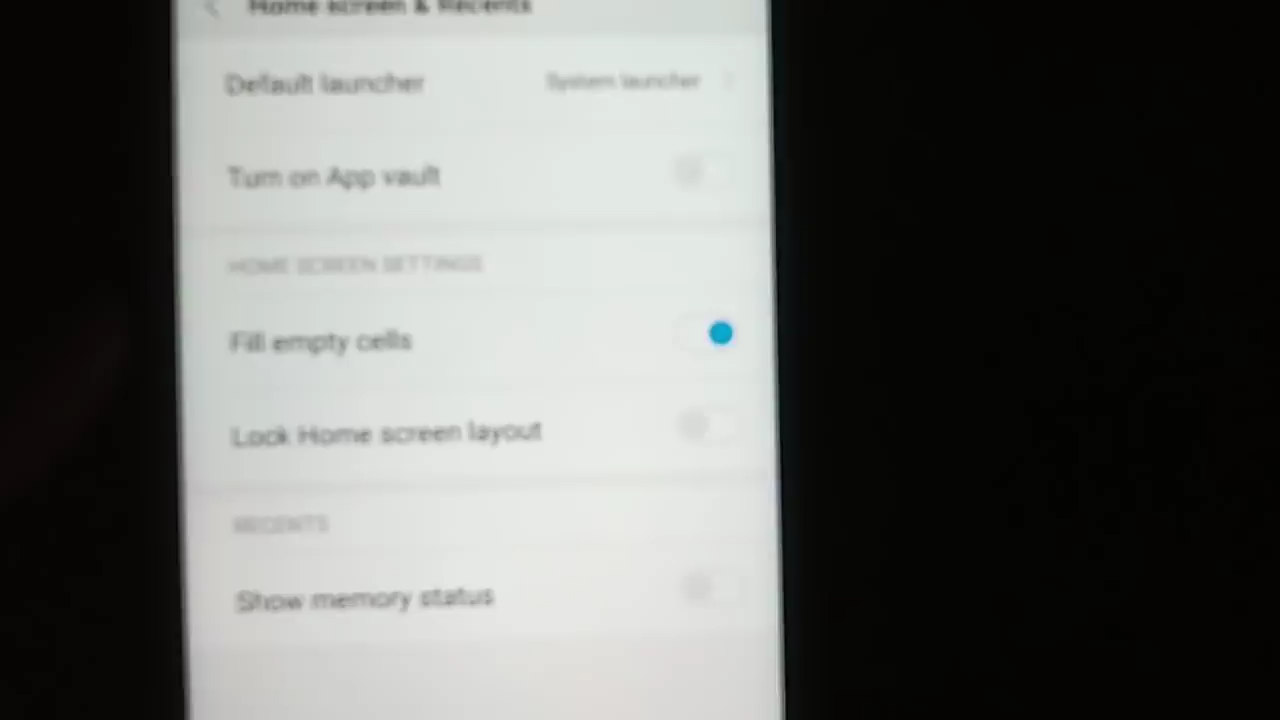 Home screen & Recents
Default launcher System launcher
Turn on App vault
HOME SCREEN SETTINGS
Fill empty cells
Lock Home screen layout
RECENTS
Show memory status